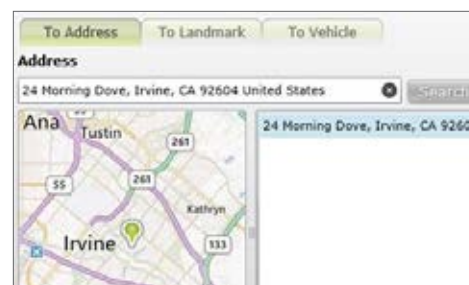 To Address To Landmark To Vehicle
Address
24 Morning Dove, Irvine, CA 92604 United States Search
24 Morning Dove, Irvine, CA 9260
Ana
Tustin
261
55
261
Kathryn
Irvine
133